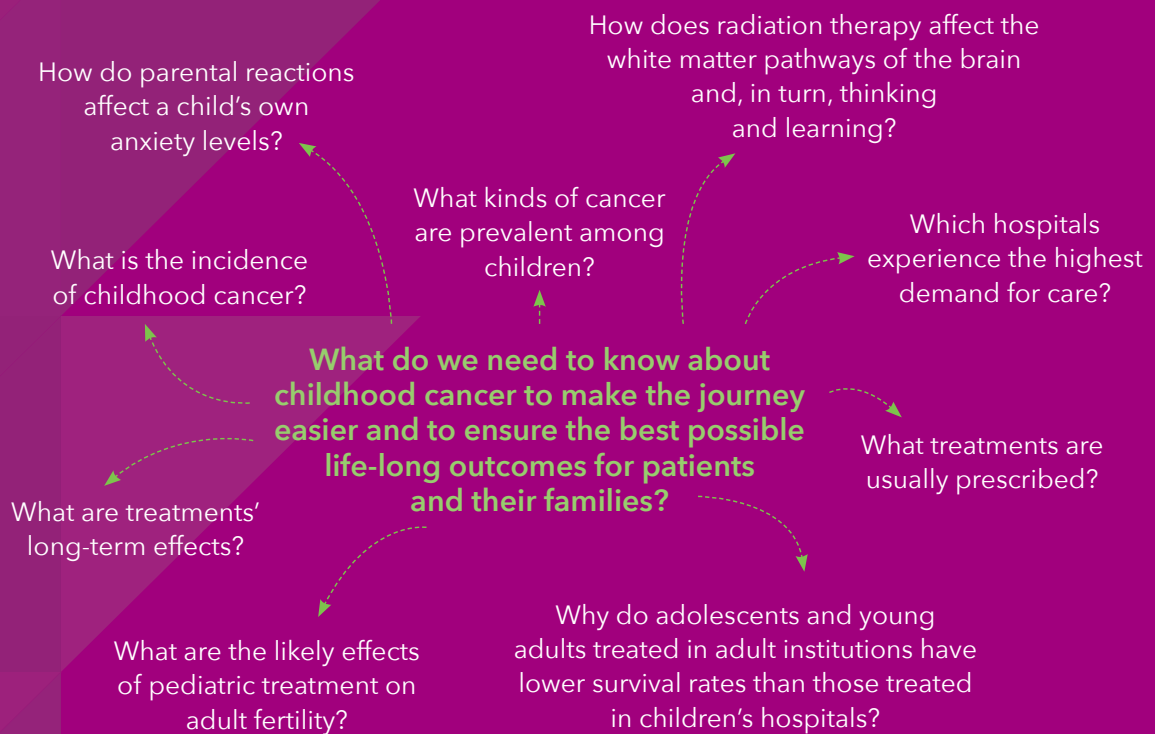 How do parental reactions
affect a child's own
anxiety levels?
How does radiation therapy affect the
white matter pathways of the brain
and, in turn, thinking
and learning?
What kinds of cancer
are prevalent among
children?
Which hospitals
experience the highest
demand for care?
What is the incidence
of childhood cancer?
What do we need to know about
childhood cancer to make the journey
easier and to ensure the best possible
life-long outcomes for patients
and their families?
What treatments are
usually prescribed?
What are treatments'
long-term effects?
What are the likely effects
of pediatric treatment on
adult fertility?
Why do adolescents and young
adults treated in adult institutions have
lower survival rates than those treated
in children's hospitals?